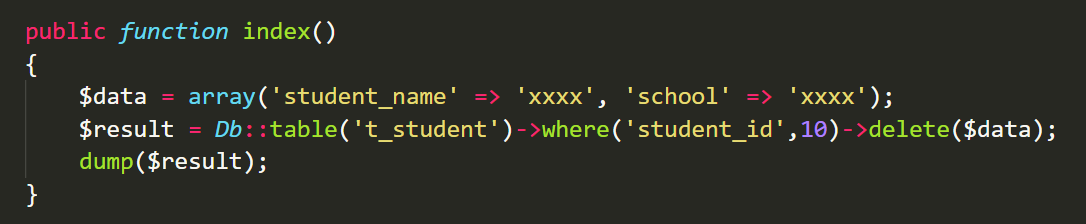 public function index()
{
$data = array('student_name' => 'xxxx', 'school' => 'xxxx');
$result = Db::table('t_student')->where('student_id',10)->delete($data);
dump($result);
}